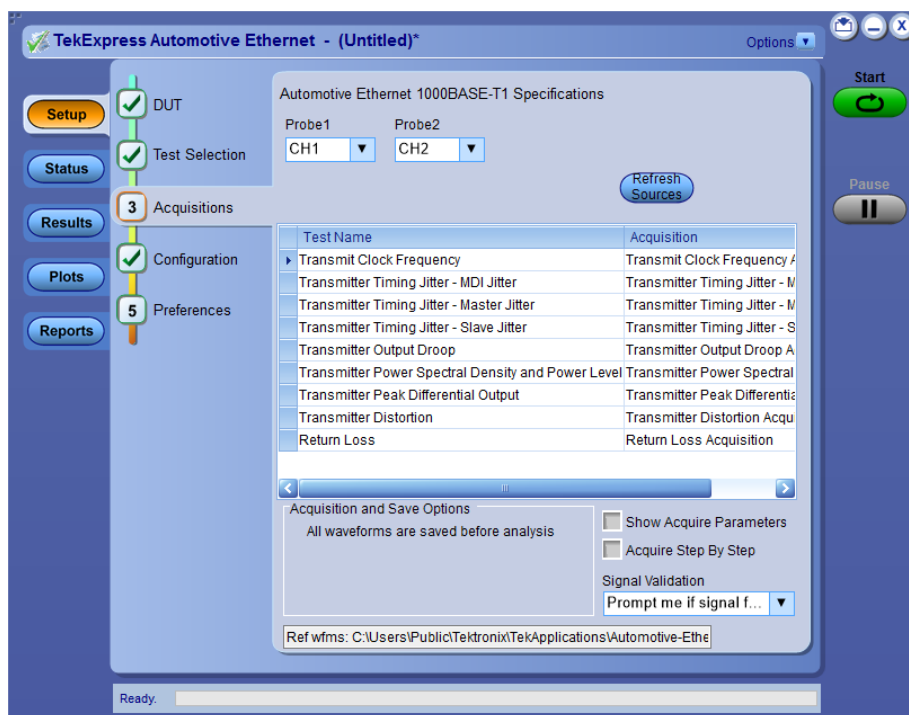 TekExpress Automotive Ethernet - (Untitled)*
Options
X
Start
Pause
Setup
Status
Results
Plots
Reports
DUT
Test Selection
3 Acquisitions
Configuration
5 Preferences
Automotive Ethernet 1000BASE-T1 Specifications
Probe1 Probe2
CH1 CH2
Refresh
Sources
Test Name Acquisition
Transmit Clock Frequency Transmit Clock Frequency A
Transmitter Timing Jitter - MDI Jitter Transmitter Timing Jitter - M
Transmitter Timing Jitter - Master Jitter Transmitter Timing Jitter - M
Transmitter Timing Jitter - Slave Jitter Transmitter Timing Jitter - S
Transmitter Output Droop Transmitter Output Droop A
Transmitter Power Spectral Density and Power Level Transmitter Power Spectral
Transmitter Peak Differential Output Transmitter Peak Differentia
Transmitter Distortion Transmitter Distortion Acqu
Return Loss Return Loss Acquisition
Acquisition and Save Options
All waveforms are saved before analysis
Show Acquire Parameters
Acquire Step By Step
Signal Validation
Prompt me if signal f...
Ref wfms: C:\Users\Public\Tektronix\TekApplications\Automotive-Ethe
Ready.